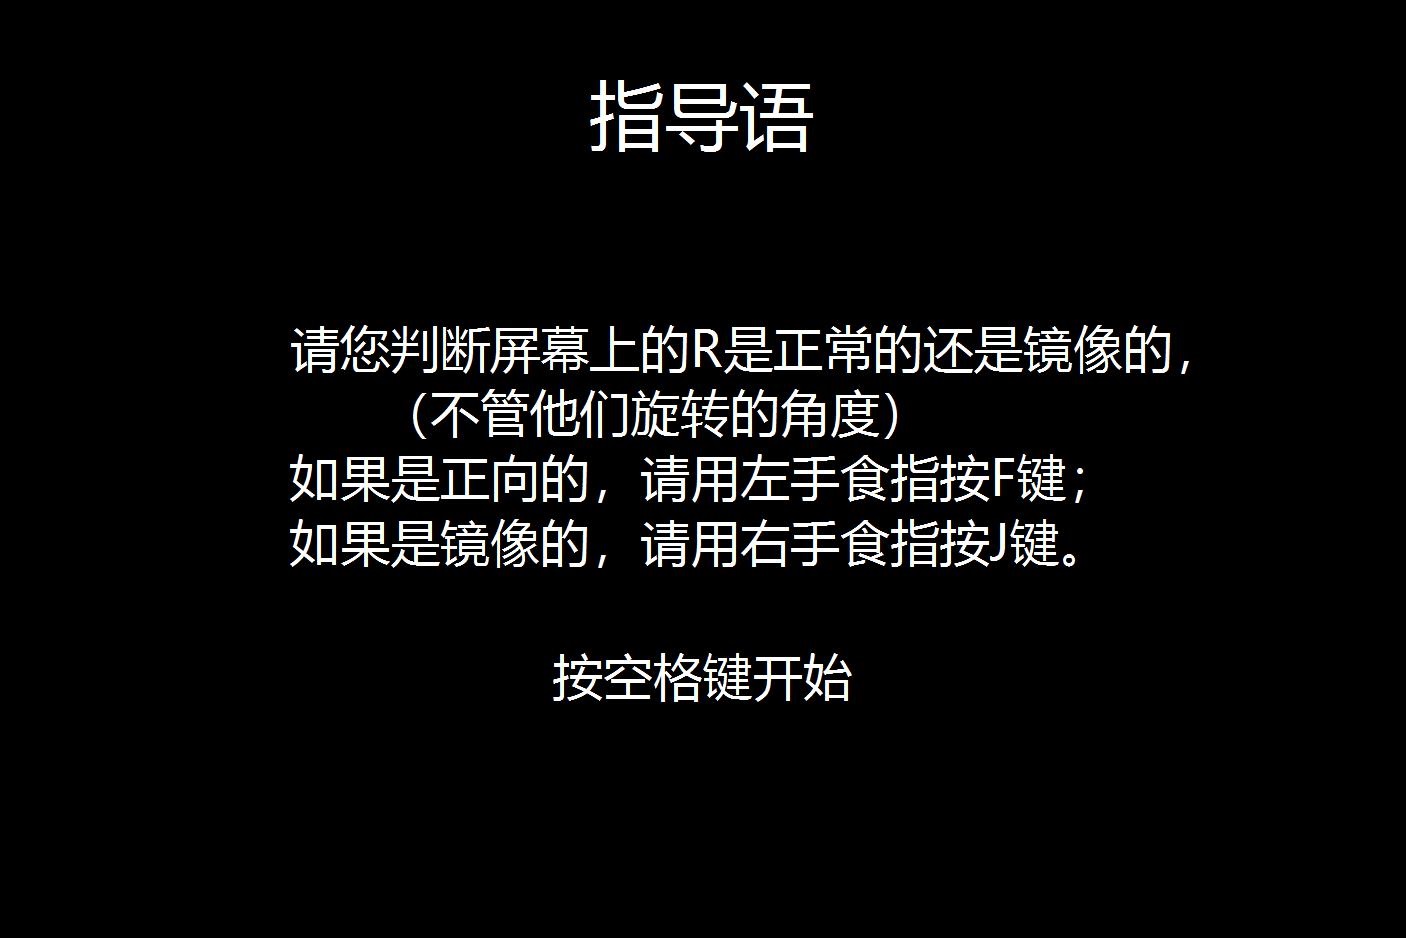 指导语
请您判断屏幕上的R是正常的还是镜像的，
（不管他们旋转的角度）
如果是正向的，请用左手食指按F键；
如果是镜像的，请用右手食指按J键。
按空格键开始